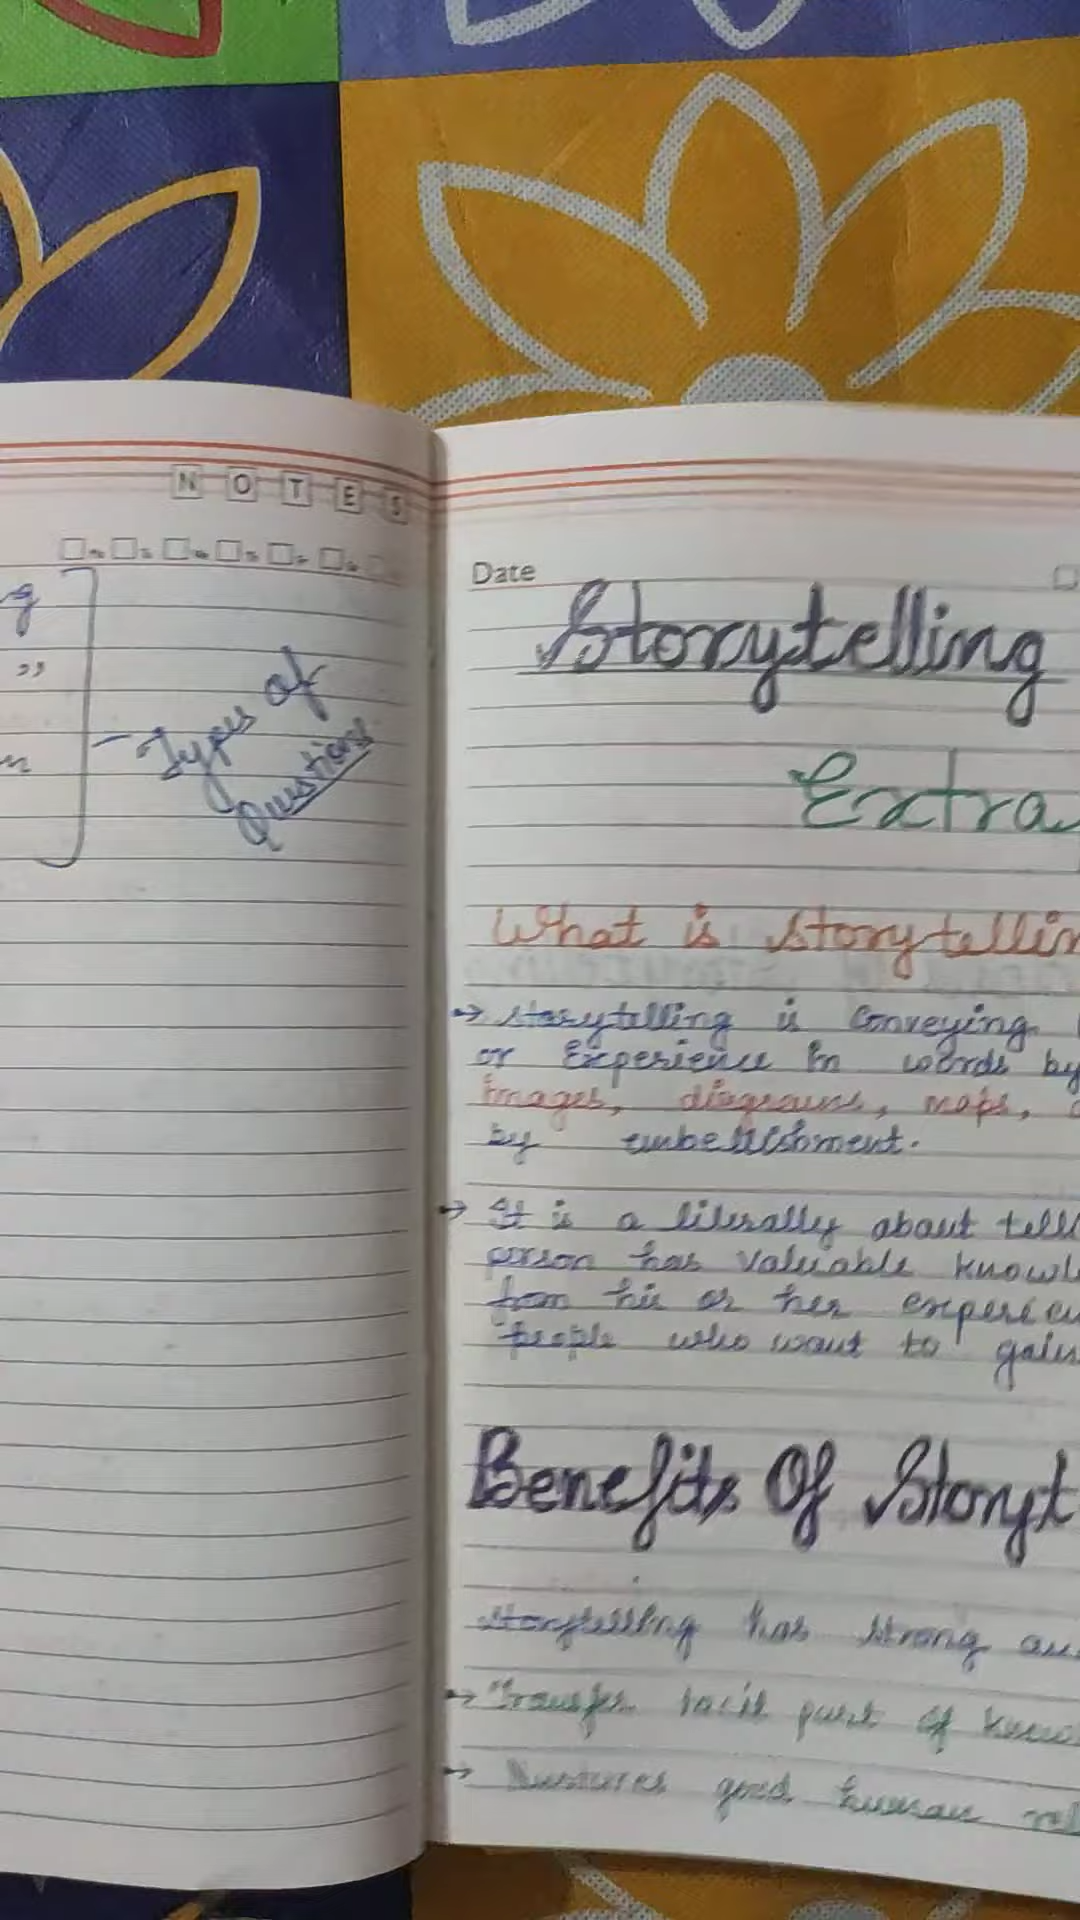 NOTES
g
"
n
Types of
Questions
Date
Storytelling
Extra
What is storytellin
→ Storytelling is Conveying
or Experience in words by
images, diagrams, maps,
by embellishment.
→ It is a literally about tell
person has valuable knowl
from his or her experien
people who want to gain
Benefits Of Storyt
Storytelling has strong
→ Transfer tacit part of know
→ Nurtures good human rel